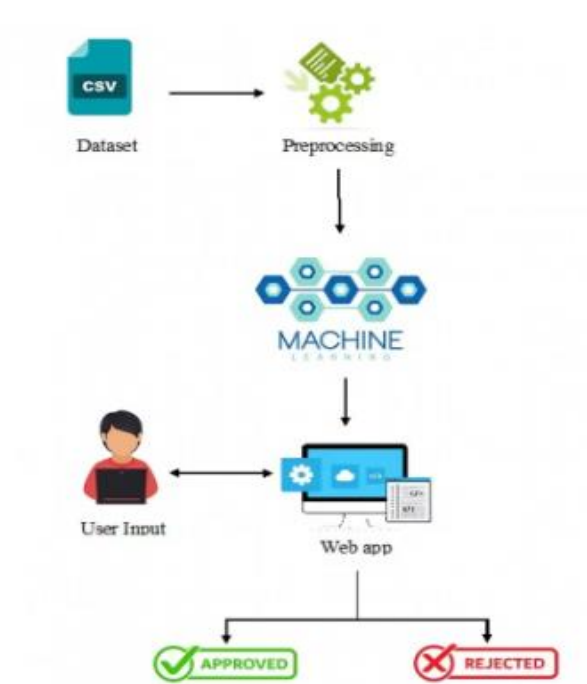 CSV
Dataset
Preprocessing
MACHINE
LEARNING
User Input
Web app
APPROVED
REJECTED